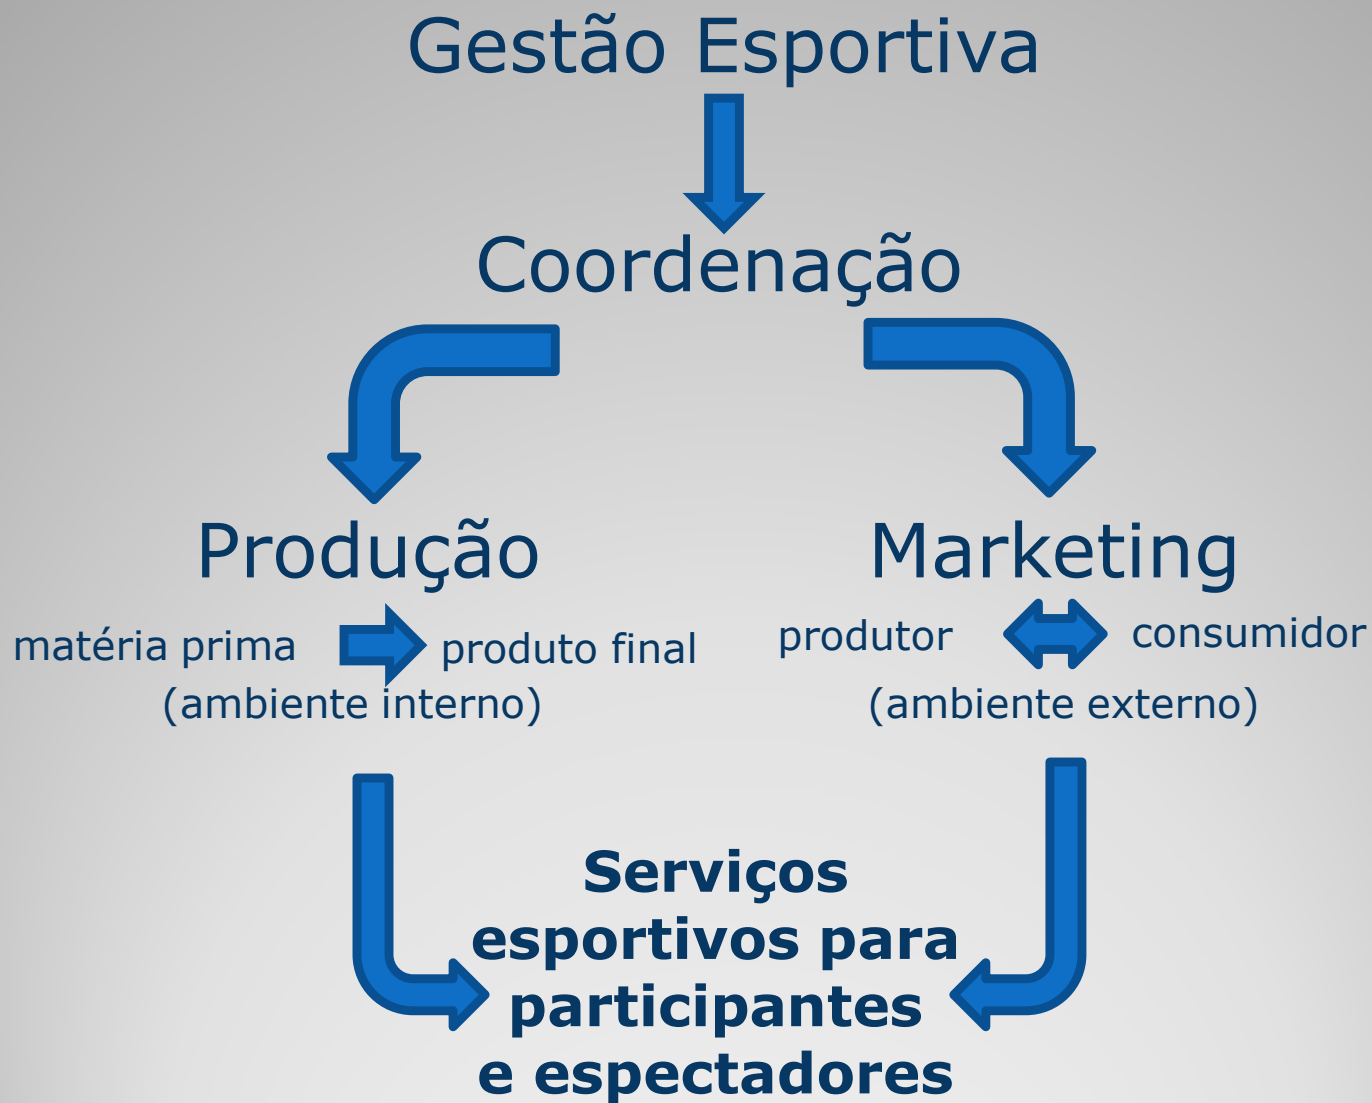 Gestão Esportiva
Coordenação
Produção
matéria prima produto final
(ambiente interno)
Marketing
produtor consumidor
(ambiente externo)
Serviços
esportivos para
participantes
e espectadores